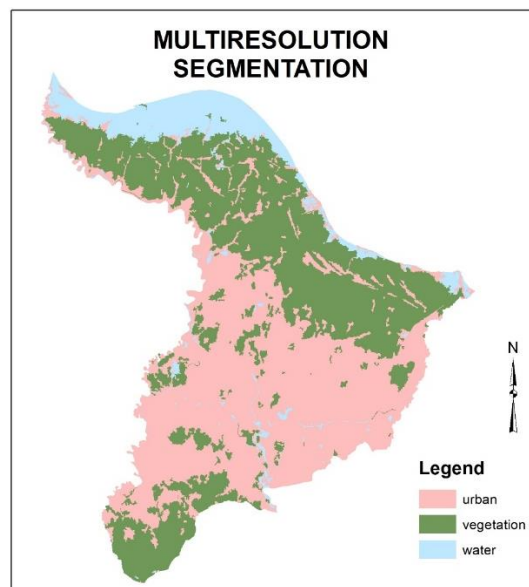 MULTIRESOLUTION
SEGMENTATION
N
Legend
urban
vegetation
water